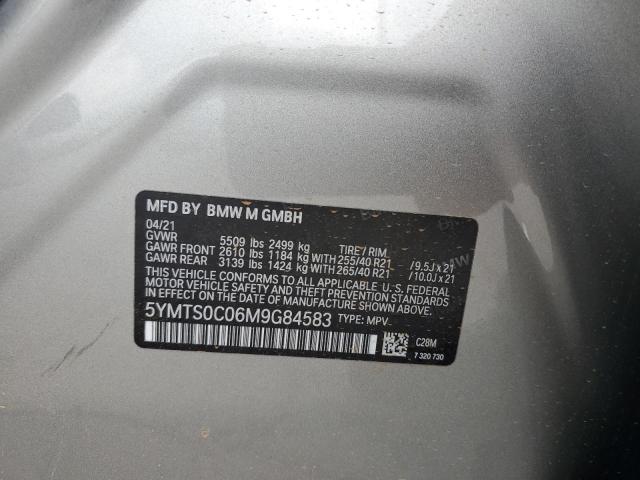 MFD BY BMW M GMBH
04/21
GVWR 5509 lbs 2499 kg TIRE / RIM
GAWR FRONT 2610 lbs 1184 kg WITH 255/40 R21 /9.5J x 21
GAWR REAR 3139 lbs 1424 kg WITH 265/40 R21 /10.0J x 21
THIS VEHICLE CONFORMS TO ALL APPLICABLE U.S. FEDERAL
MOTOR VEHICLE SAFETY, BUMPER, AND THEFT PREVENTION
STANDARDS IN EFFECT ON THE DATE OF MANUFACTURE SHOWN ABOVE.
5YMTS0C06M9G84583 TYPE: MPV
C28M
7 320 730